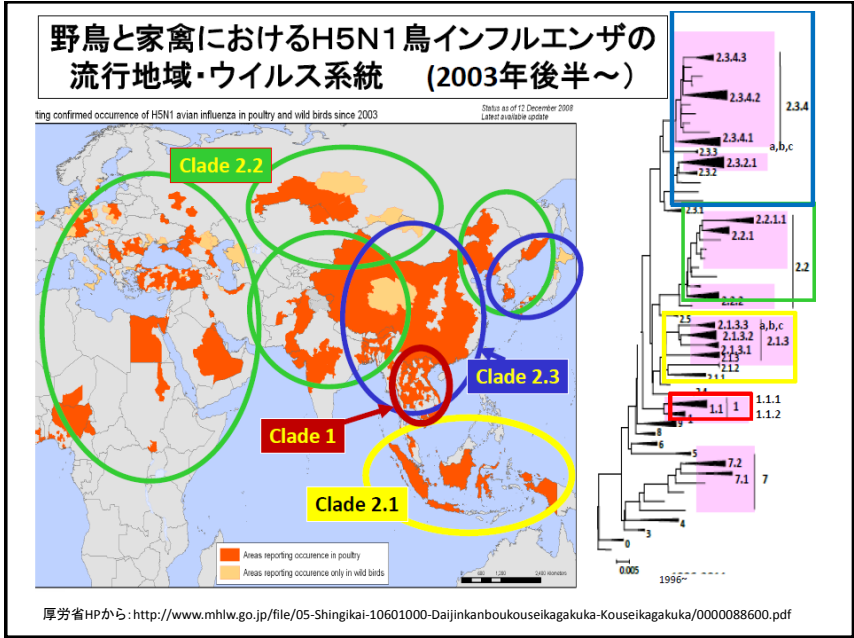 野鳥と家禽におけるH5N1鳥インフルエンザの
流行地域・ウイルス系統 (2003年後半～)
rting confirmed occurrence of H5N1 avian influenza in poultry and wild birds since 2003
Status as of 12 December 2008
Latest available update
Clade 2.2
Clade 2.3
Clade 1
Clade 2.1
Areas reporting occurrence in poultry
Areas reporting occurrence only in wild birds
2.3.4.3
2.3.4.2
2.3.4
2.3.4.1
a,b,c
2.3.3
2.3.2.1
2.3.2
2.3.1
2.2.1.1
2.2.1
2.2
2.2.2
2.5
2.1.3.3
a,b,c
2.1.3.2
2.1.3
2.1.3.1
2.1.3
2.1.2
2.1.1
2.4
1.1
1
1.1.1
1.1.2
9
8
6
5
7.2
7.1
7
4
3
0
0.005
1996~
厚労省HPから:http://www.mhlw.go.jp/file/05-Shingikai-10601000-Daijinkanboukouseikagakuka-Kouseikagakuka/0000088600.pdf